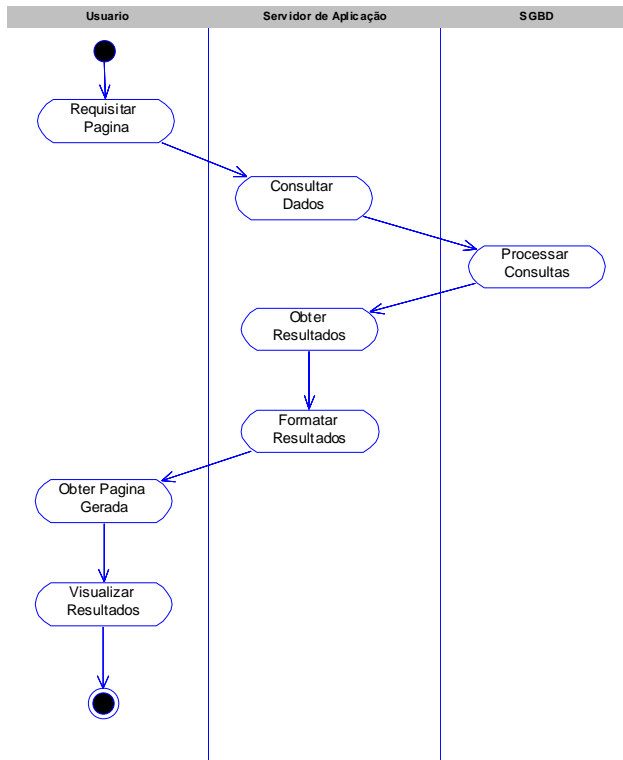 Usuario
Servidor de Aplicação
SGBD
Requisitar
Pagina
Consultar
Dados
Processar
Consultas
Obter
Resultados
Formatar
Resultados
Obter Pagina
Gerada
Visualizar
Resultados